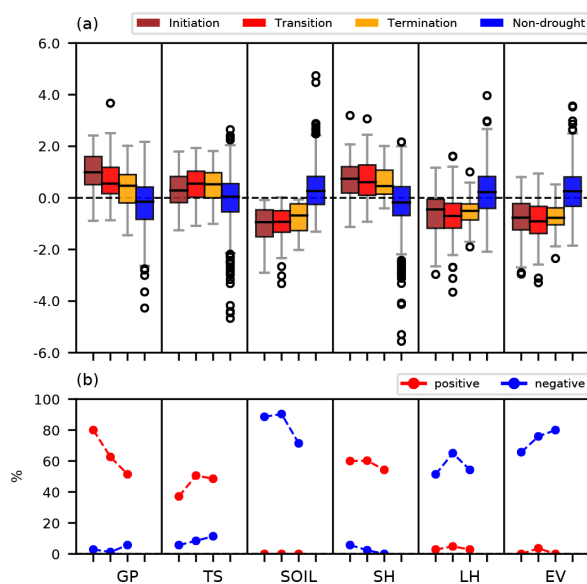 (a)
Initiation Transition Termination Non-drought
6.0
4.0
2.0
0.0
-2.0
-4.0
-6.0
(b)
positive negative
100
80
60
40
20
0
%
GP TS SOIL SH LH EV